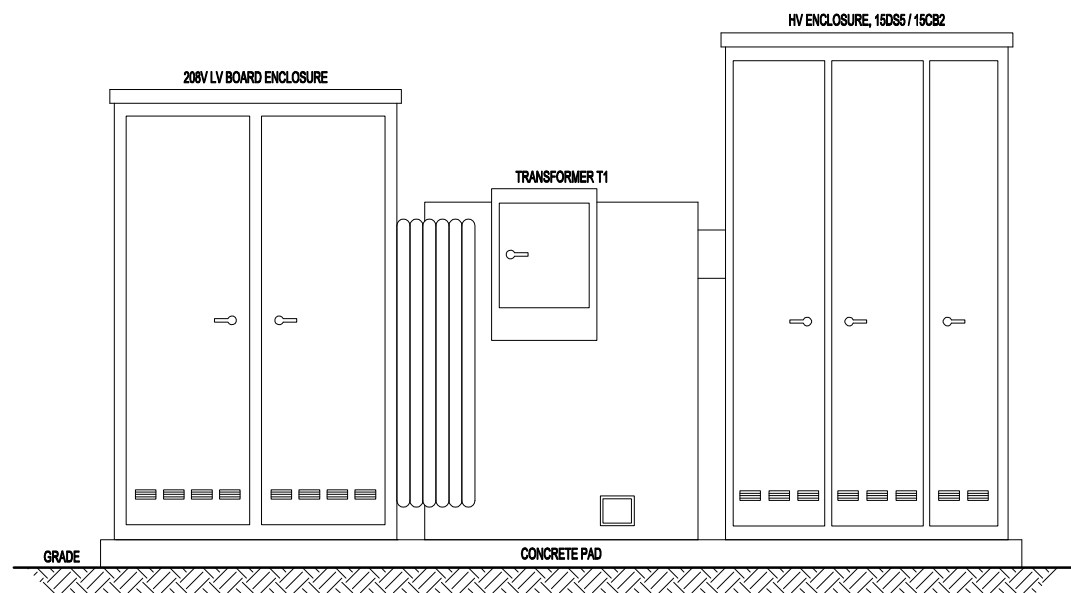 HV ENCLOSURE, 15DS5 / 15CB2
208V LV BOARD ENCLOSURE
TRANSFORMER T1
GRADE
CONCRETE PAD